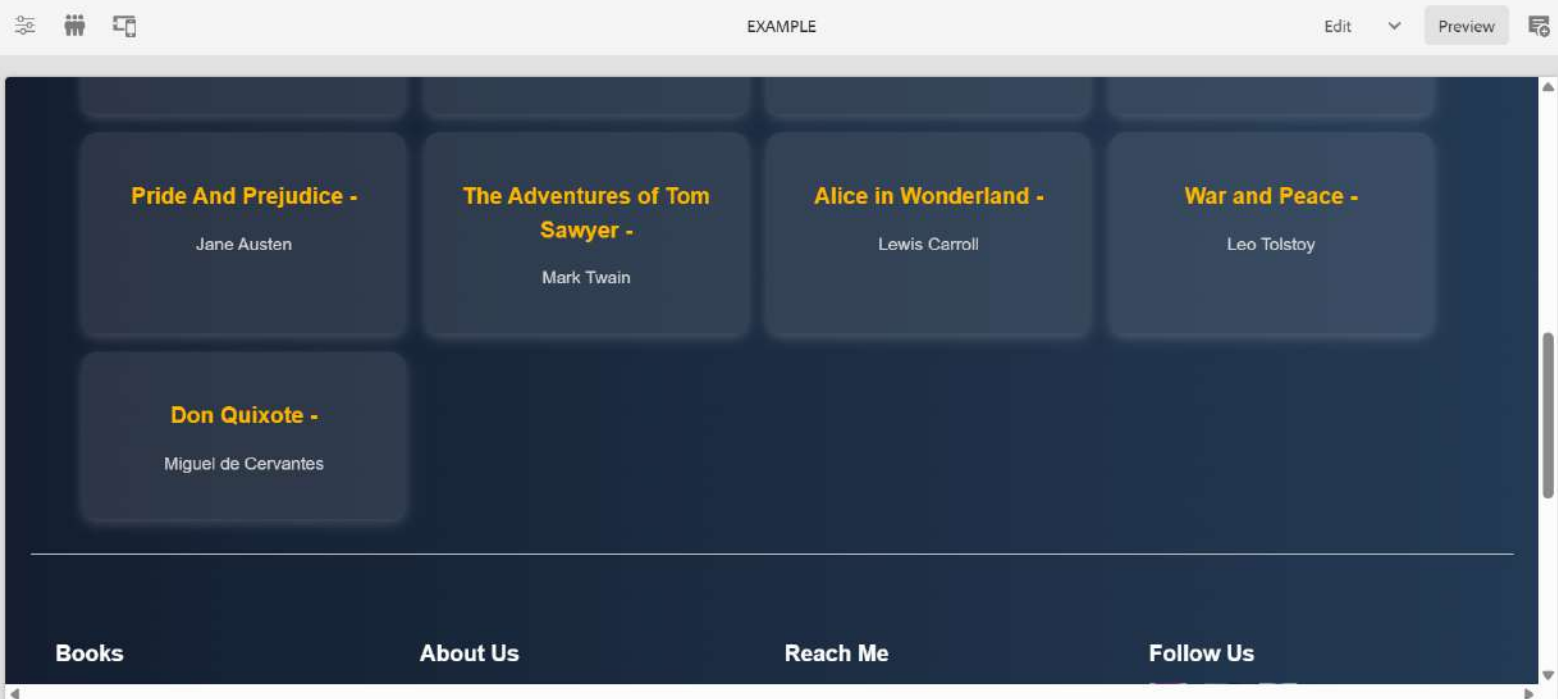 EXAMPLE
Edit
Preview
Pride And Prejudice -
Jane Austen
The Adventures of Tom
Sawyer -
Mark Twain
Alice in Wonderland -
Lewis Carroll
War and Peace -
Leo Tolstoy
Don Quixote -
Miguel de Cervantes
Books
About Us
Reach Me
Follow Us